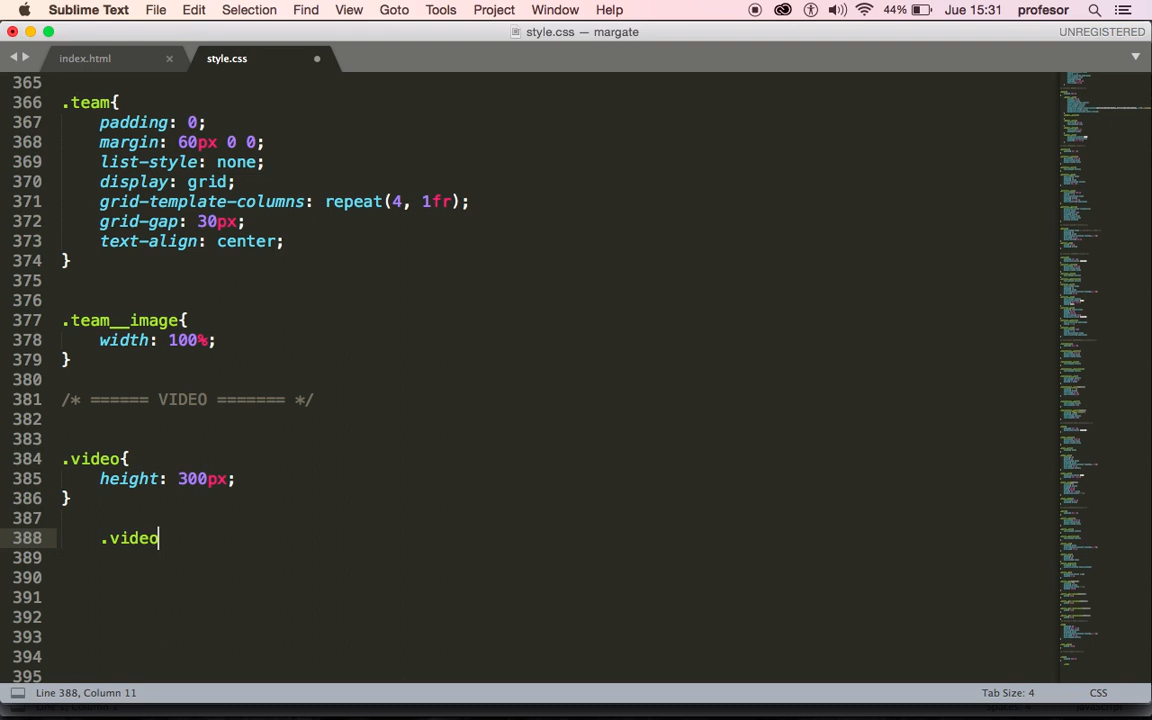 Sublime Text File Edit Selection Find View Goto Tools Project Window Help 44% Jue 15:31 profesor
style.css — margate UNREGISTERED
index.html style.css
365
366 .team{
367 padding: 0;
368 margin: 60px 0 0;
369 list-style: none;
370 display: grid;
371 grid-template-columns: repeat(4, 1fr);
372 grid-gap: 30px;
373 text-align: center;
374 }
375
376
377 .team__image{
378 width: 100%;
379 }
380
381 /* ====== VIDEO ======= */
382
383
384 .video{
385 height: 300px;
386 }
387
388 .video
389
390
391
392
393
394
395
Line 388, Column 11 Tab Size: 4 CSS